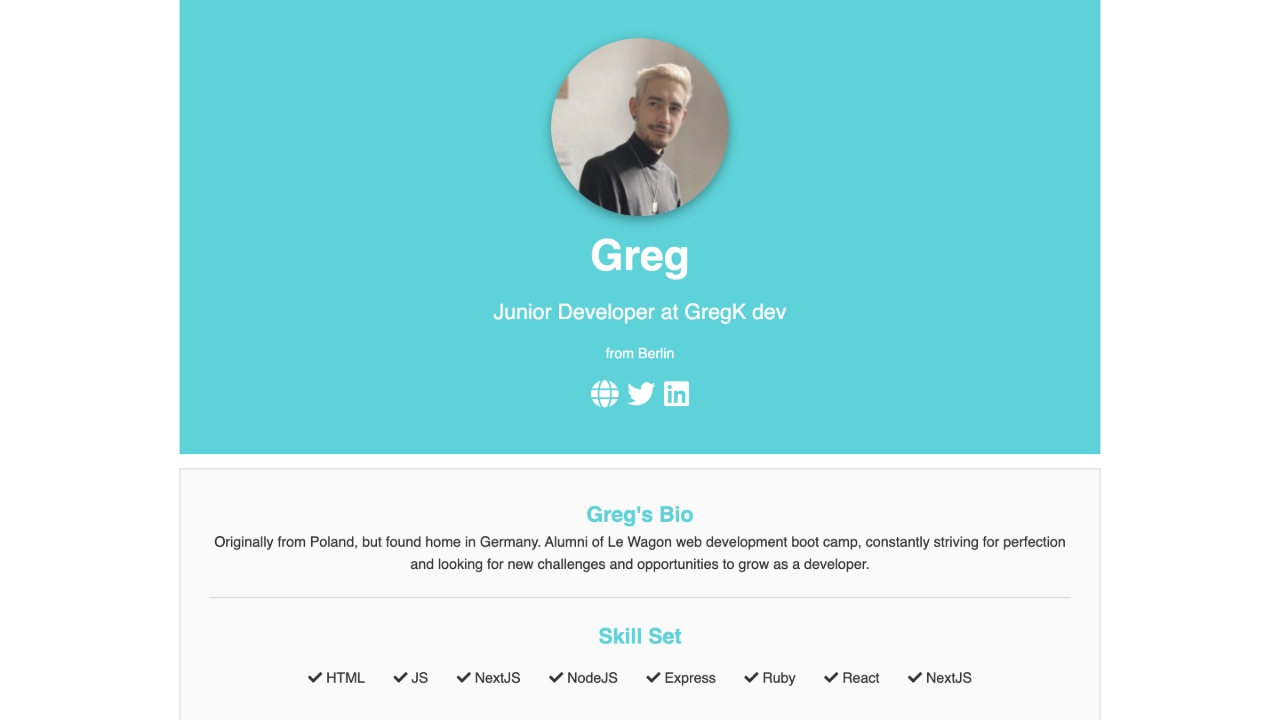 Greg
Junior Developer at GregK dev
from Berlin
in
Greg's Bio
Originally from Poland, but found home in Germany. Alumni of Le Wagon web development boot camp, constantly striving for perfection
and looking for new challenges and opportunities to grow as a developer.
Skill Set
HTML JS NextJS NodeJS Express Ruby React NextJS